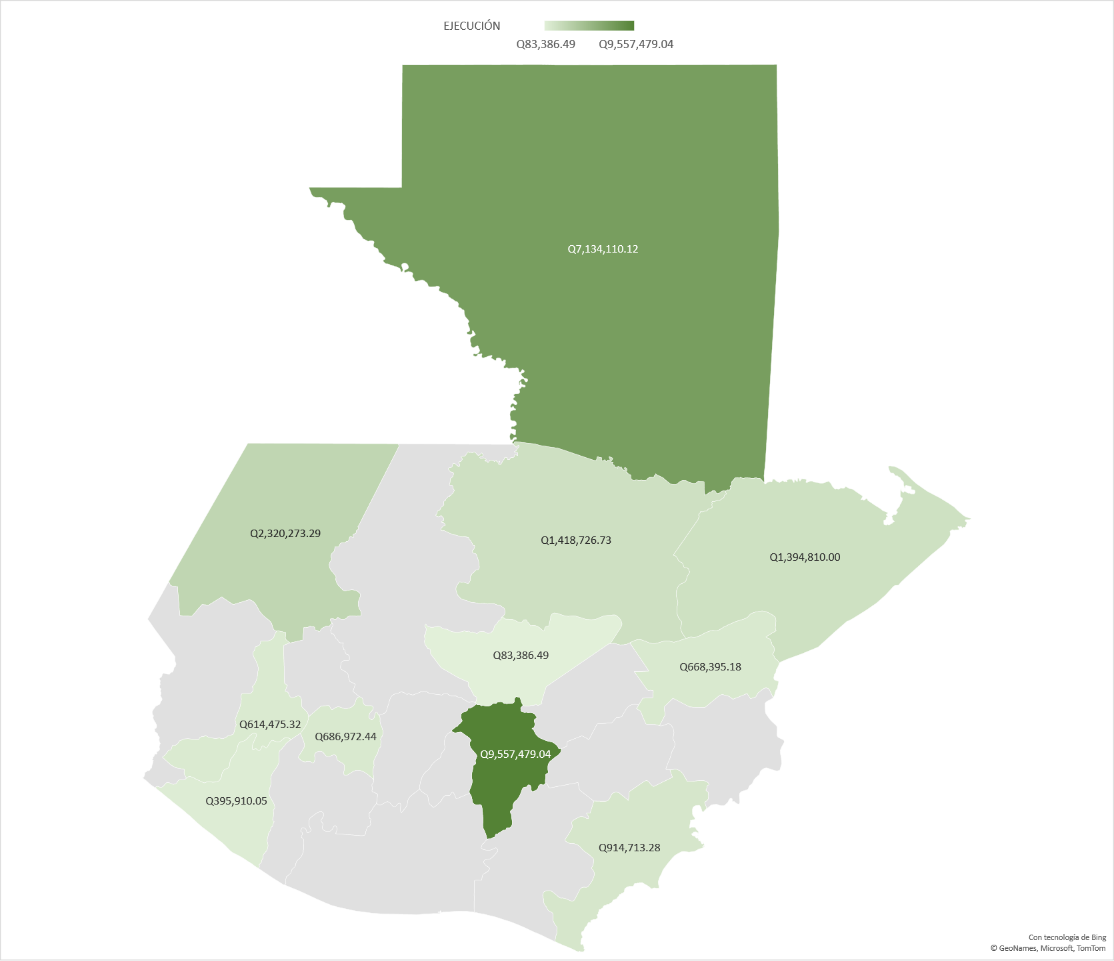 EJECUCIÓN
Q83,386.49 Q9,557,479.04
Q7,134,110.12
Q2,320,273.29
Q1,418,726.73
Q1,394,810.00
Q83,386.49
Q668,395.18
Q614,475.32
Q686,972.44
Q9,557,479.04
Q395,910.05
Q914,713.28
Con tecnología de Bing
© GeoNames, Microsoft, TomTom